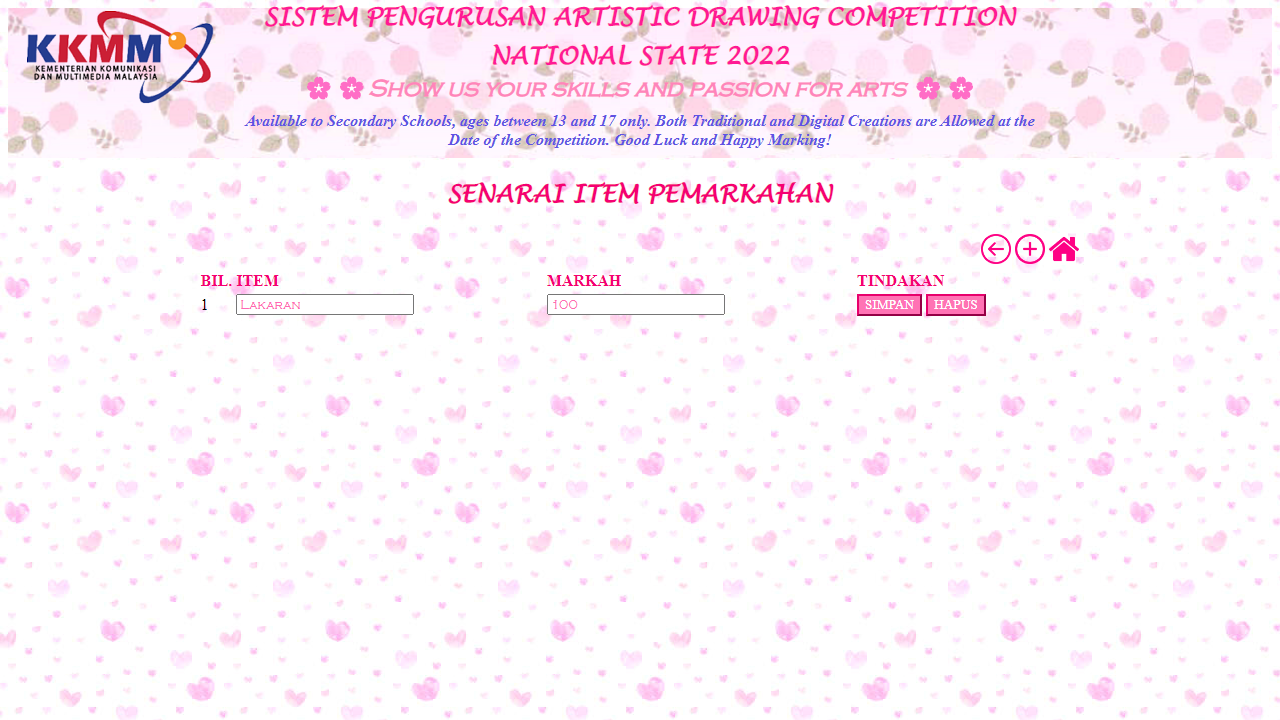 SISTEM PENGURUSAN ARTISTIC DRAWING COMPETITION
NATIONAL STATE 2022
KKMM
KEMENTERIAN KOMUNIKASI
DAN MULTIMEDIA MALAYSIA
Show us your skills and passion for arts
Available to Secondary Schools, ages between 13 and 17 only. Both Traditional and Digital Creations are Allowed at the
Date of the Competition. Good Luck and Happy Marking!
SENARAI ITEM PEMARKAHAN
BIL. ITEM MARKAH TINDAKAN
1 Lakaran 100 SIMPAN HAPUS